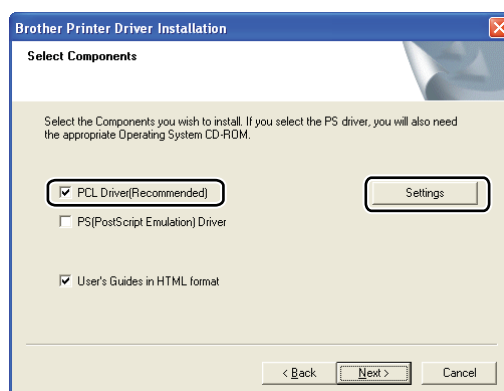 Brother Printer Driver Installation
Select Components
Select the Components you wish to install. If you select the PS driver, you will also need
the appropriate Operating System CD-ROM.
PCL Driver(Recommended)
Settings
PS(PostScript Emulation) Driver
User's Guides in HTML format
< Back
Next >
Cancel